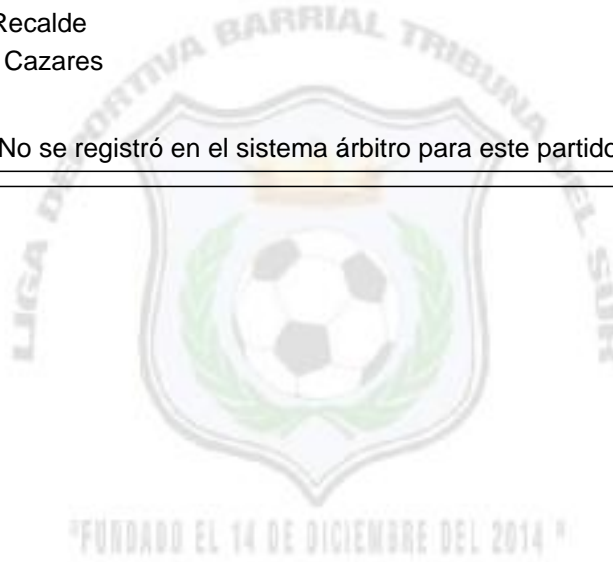 Recalde
Cazares
No se registró en el sistema árbitro para este partido
LIGA DEPORTIVA BARRIAL TRIBUNA DEL SUR
"FUNDADO EL 14 DE DICIEMBRE DEL 2014 "